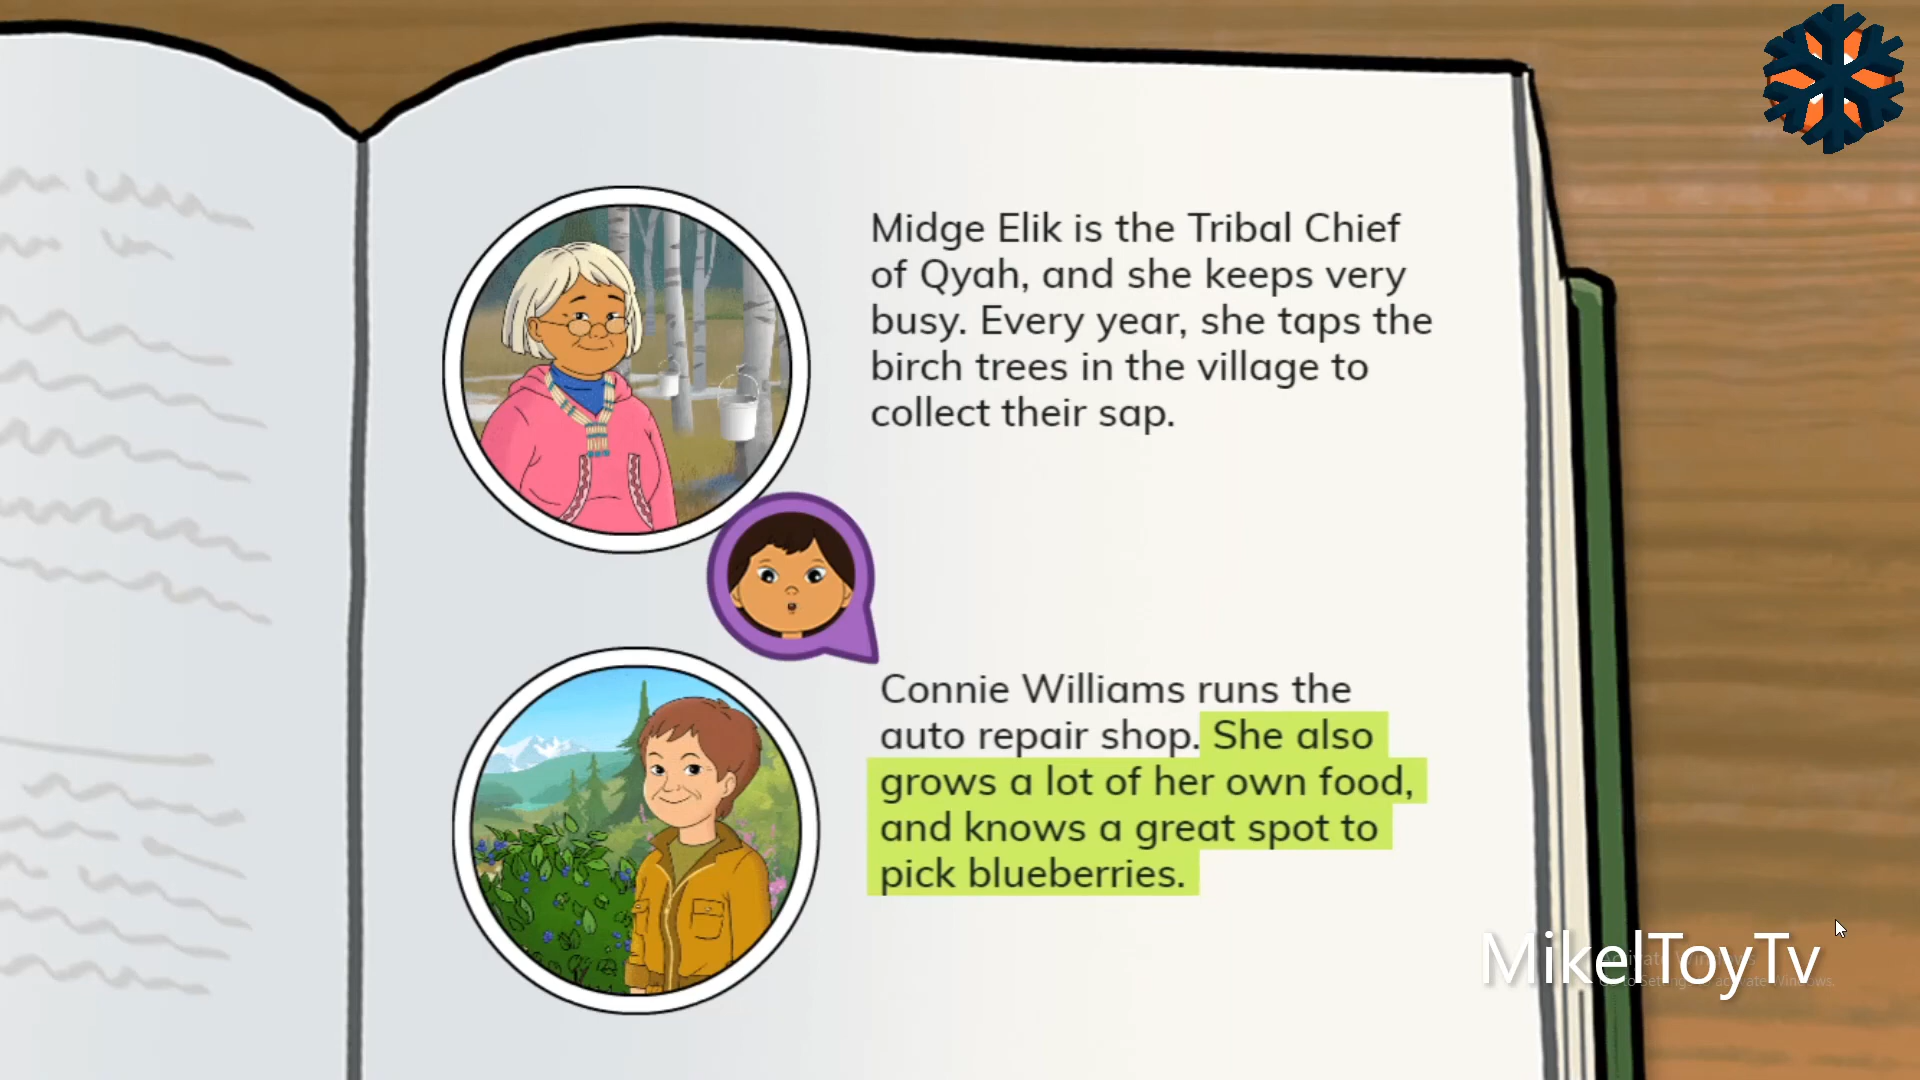 Midge Elik is the Tribal Chief
of Qyah, and she keeps very
busy. Every year, she taps the
birch trees in the village to
collect their sap.
Connie Williams runs the
auto repair shop. She also
grows a lot of her own food,
and knows a great spot to
pick blueberries.
MikelToyTv